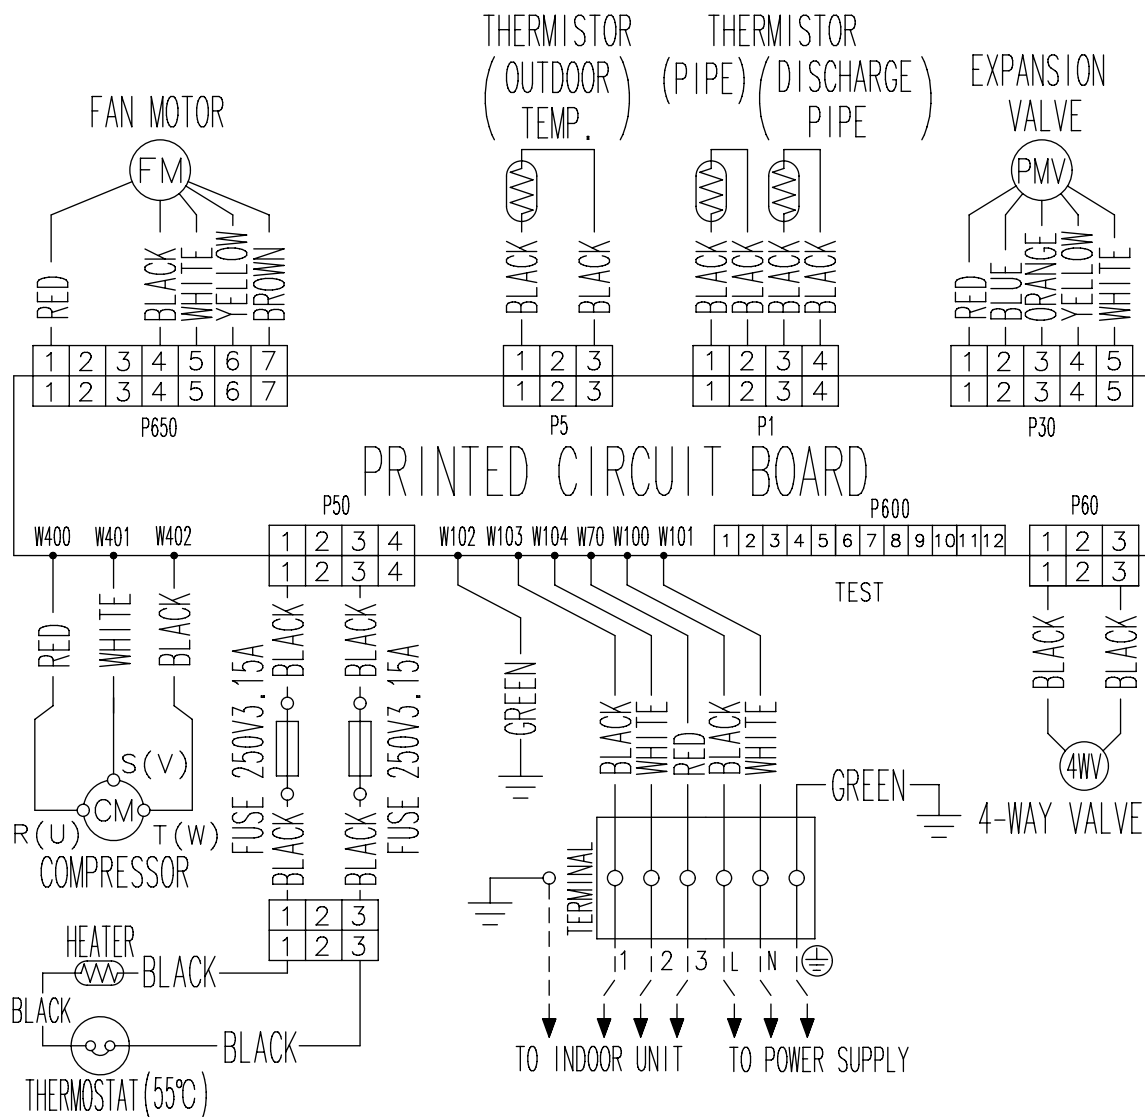 THERMISTOR
(OUTDOOR
TEMP.)
THERMISTOR
(PIPE) (DISCHARGE
PIPE)
EXPANSION
VALVE
FAN MOTOR
FM
PMV
RED
BLACK
WHITE
YELLOW
BROWN
BLACK
BLACK
BLACK
BLACK
BLACK
BLACK
RED
BLUE
ORANGE
YELLOW
WHITE
1 2 3 4 5 6 7
1 2 3 4 5 6 7
P650
1 2 3
1 2 3
P5
1 2 3 4
1 2 3 4
P1
1 2 3 4 5
1 2 3 4 5
P30
PRINTED CIRCUIT BOARD
W400 W401 W402
P50
1 2 3 4
1 2 3 4
W102 W103 W104 W70 W100 W101
P600
1 2 3 4 5 6 7 8 9 10 11 12
TEST
P60
1 2 3
1 2 3
RED
WHITE
BLACK
BLACK
BLACK
FUSE 250V3.15A
FUSE 250V3.15A
BLACK
BLACK
GREEN
BLACK
WHITE
RED
BLACK
WHITE
GREEN
BLACK
BLACK
4WV
4-WAY VALVE
S(V)
CM
R(U)
T(W)
COMPRESSOR
TERMINAL
1 2 3
1 2 3
1 2 3 L N
HEATER
BLACK
BLACK
BLACK
THERMOSTAT(55℃)
TO INDOOR UNIT
TO POWER SUPPLY